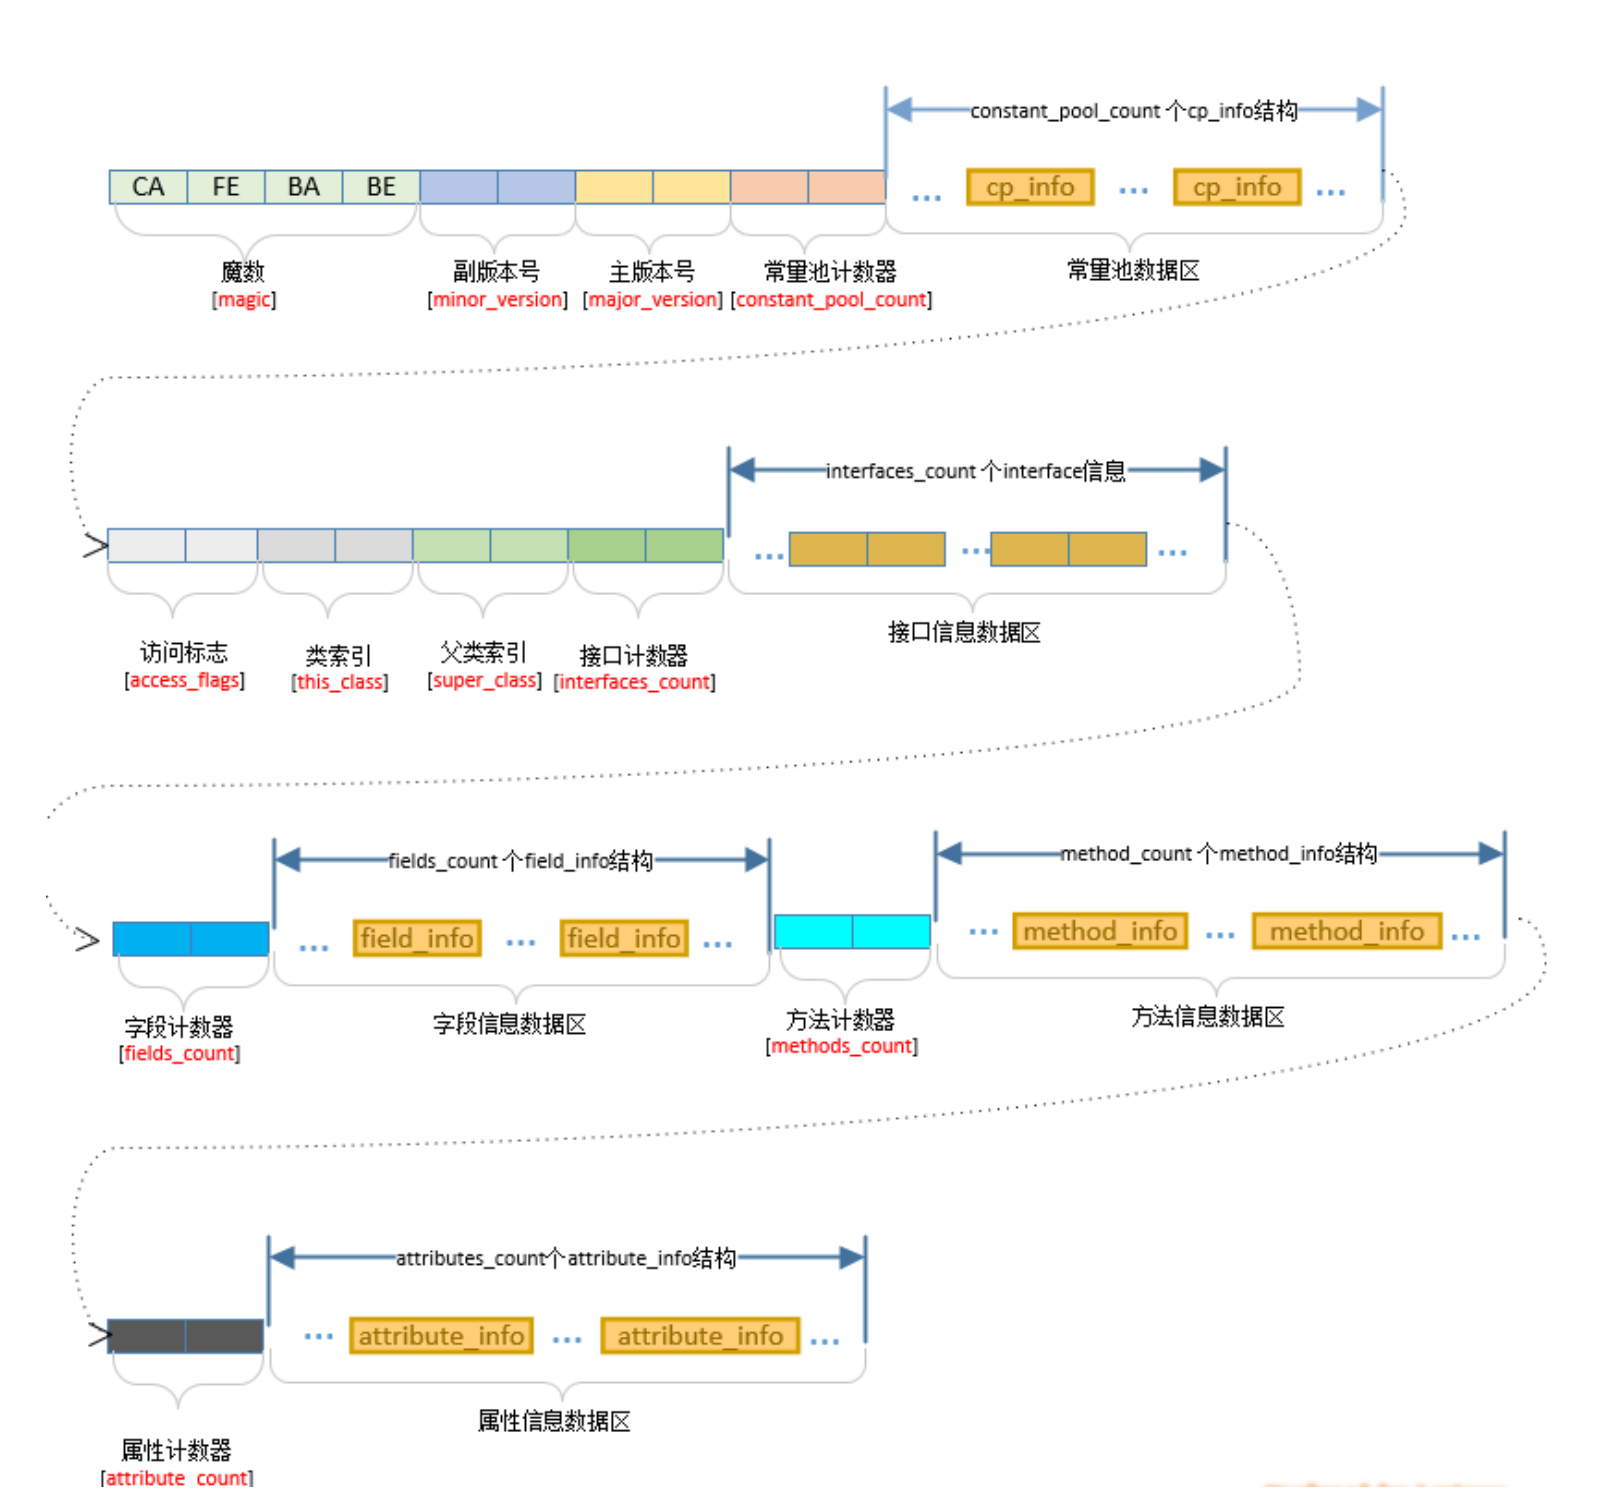 constant_pool_count 个cp_info结构
CA FE BA BE ... cp_info ... cp_info ...
魔数 副版本号 主版本号 常量池计数器 常量池数据区
[magic] [minor_version] [major_version] [constant_pool_count]
interfaces_count 个interface信息
... ... ...
访问标志 类索引 父类索引 接口计数器 接口信息数据区
[access_flags] [this_class] [super_class] [interfaces_count]
fields_count 个field_info结构 method_count 个method_info结构
... field_info ... field_info ... ... method_info ... method_info ...
字段计数器 字段信息数据区 方法计数器 方法信息数据区
[fields_count] [methods_count]
attributes_count个attribute_info结构
... attribute_info ... attribute_info ...
属性计数器 属性信息数据区
[attribute_count]